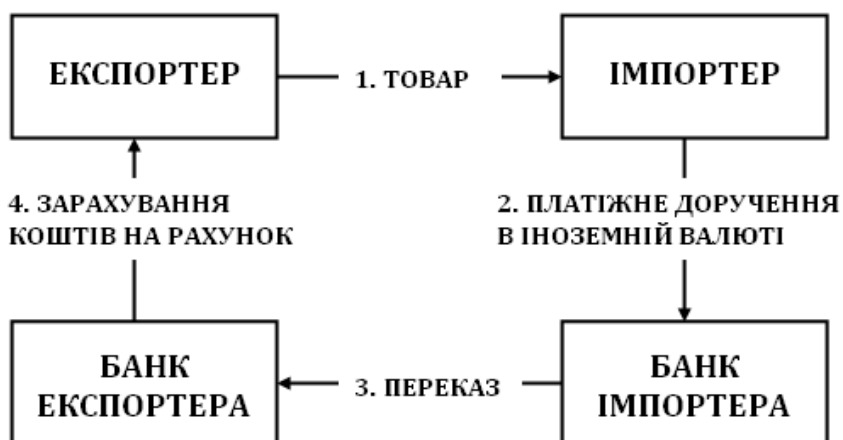 ЕКСПОРТЕР
1. ТОВАР
ІМПОРТЕР
4. ЗАРАХУВАННЯ
КОШТІВ НА РАХУНОК
2. ПЛАТІЖНЕ ДОРУЧЕННЯ
В ІНОЗЕМНІЙ ВАЛЮТІ
БАНК
ЕКСПОРТЕРА
3. ПЕРЕКАЗ
БАНК
ІМПОРТЕРА